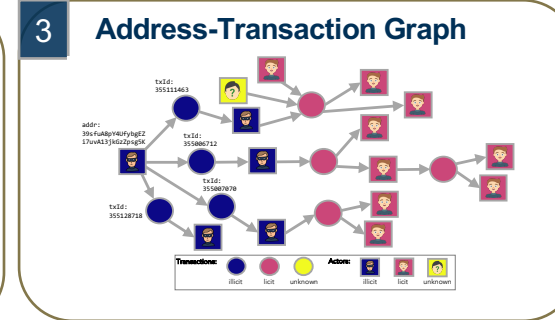 3
Address-Transaction Graph
txId:
355111463
addr:
39sfuA8pY4UfybgEZ
i7uvA13jkGzZpsg5K
txId:
355006712
txId:
355007070
txId:
355128718
Transactions:
illicit
licit
unknown
Actors:
illicit
licit
unknown